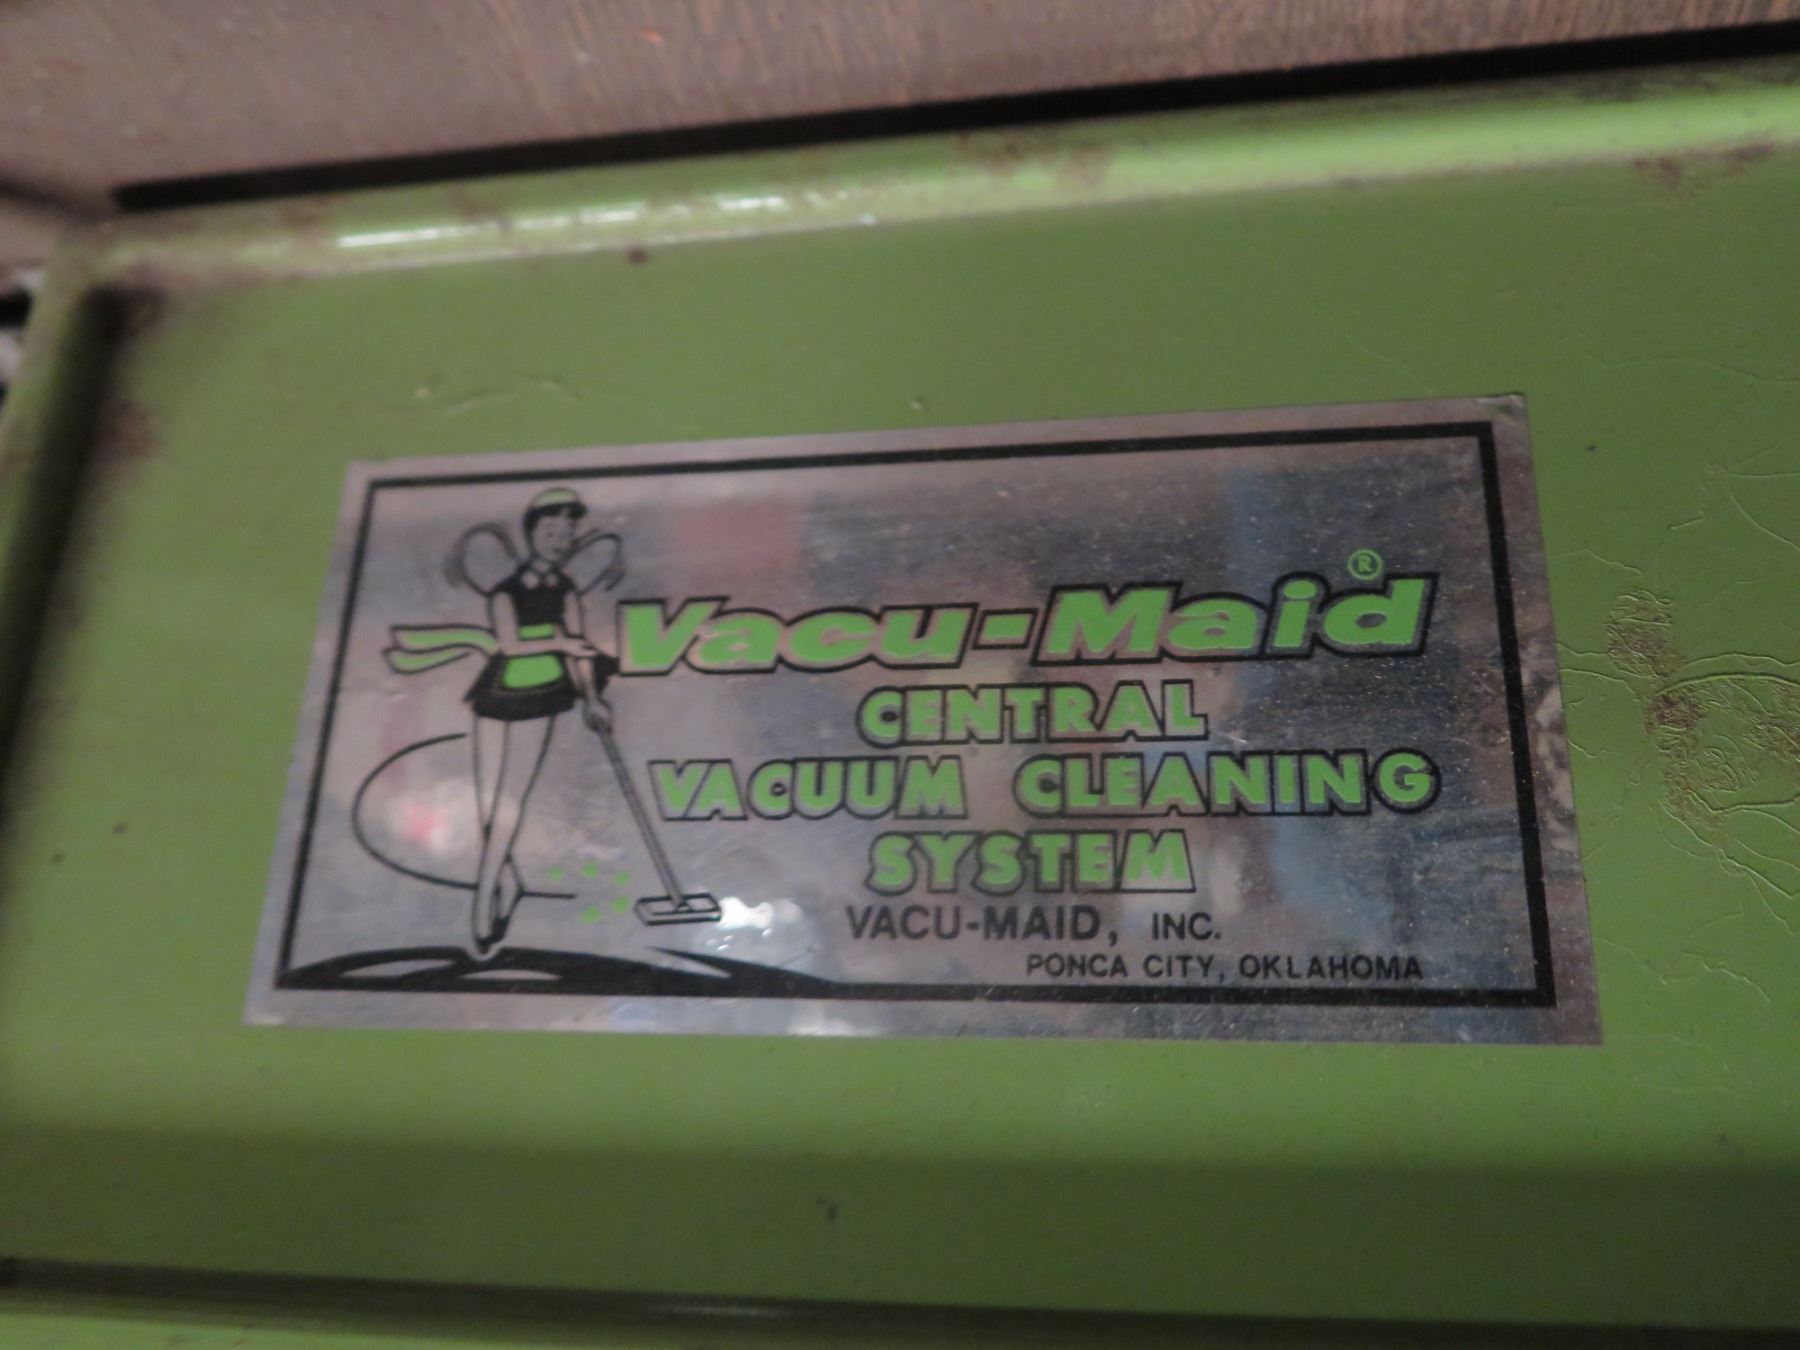 Vacu-Maid®
CENTRAL
VACUUM CLEANING
SYSTEM
VACU-MAID, INC.
PONCA CITY, OKLAHOMA